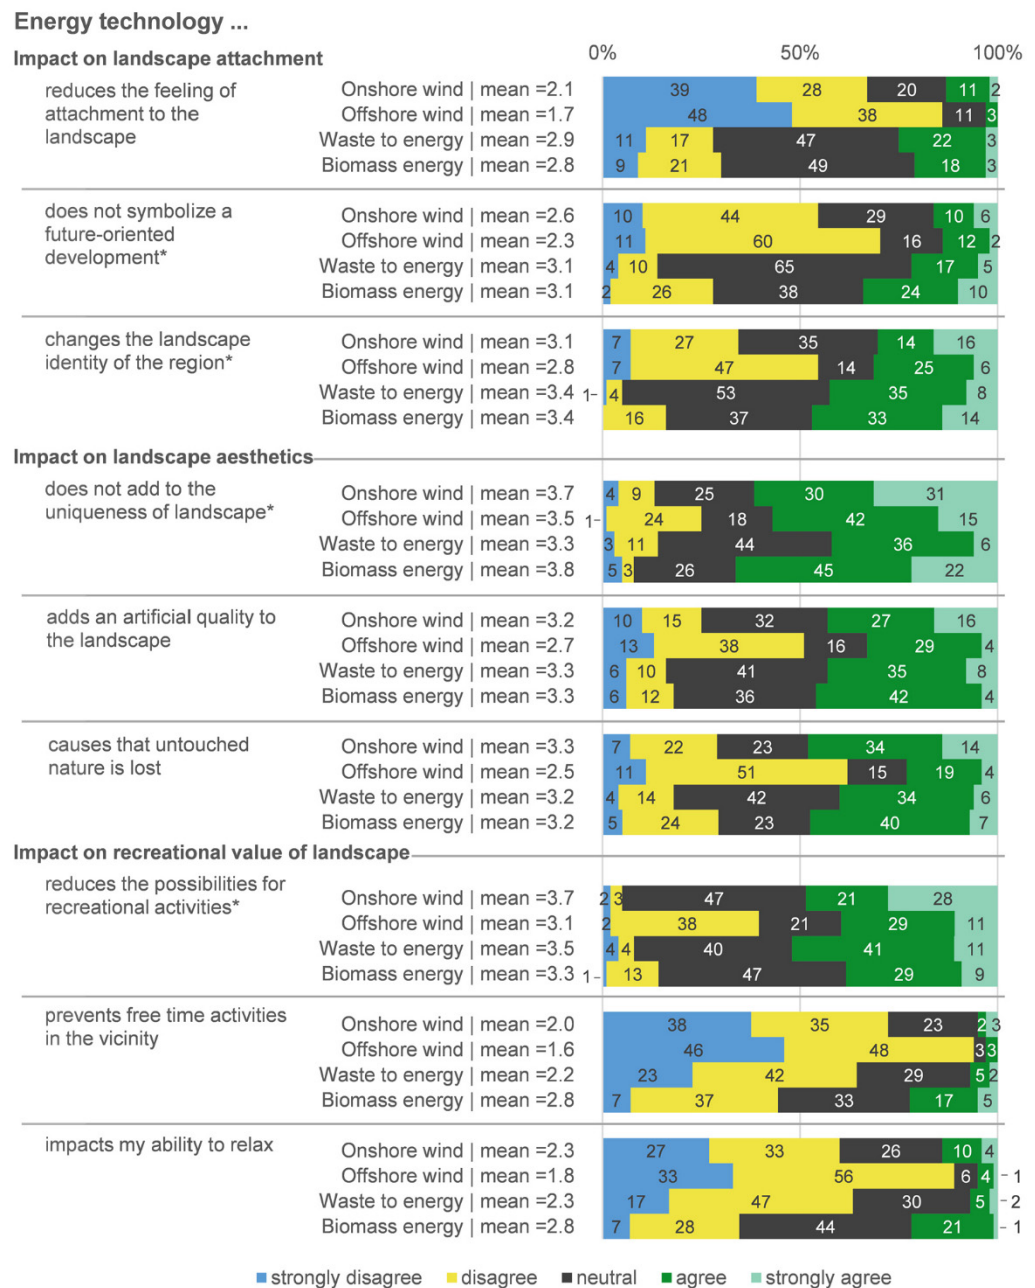 Energy technology ...
Impact on landscape attachment
0% 50% 100%
reduces the feeling of
attachment to the
landscape
Onshore wind | mean =2.1 39 28 20 11 2
Offshore wind | mean =1.7 48 38 11 3
Waste to energy | mean =2.9 11 17 47 22 3
Biomass energy | mean =2.8 9 21 49 18 3
does not symbolize a
future-oriented
development*
Onshore wind | mean =2.6 10 44 29 10 6
Offshore wind | mean =2.3 11 60 16 12 2
Waste to energy | mean =3.1 4 10 65 17 5
Biomass energy | mean =3.1 2 26 38 24 10
changes the landscape
identity of the region*
Onshore wind | mean =3.1 7 27 35 14 16
Offshore wind | mean =2.8 7 47 14 25 6
Waste to energy | mean =3.4 1 4 53 35 8
Biomass energy | mean =3.4 16 37 33 14
Impact on landscape aesthetics
does not add to the
uniqueness of landscape*
Onshore wind | mean =3.7 4 9 25 30 31
Offshore wind | mean =3.5 1 24 18 42 15
Waste to energy | mean =3.3 3 11 44 36 6
Biomass energy | mean =3.8 5 3 26 45 22
adds an artificial quality to
the landscape
Onshore wind | mean =3.2 10 15 32 27 16
Offshore wind | mean =2.7 13 38 16 29 4
Waste to energy | mean =3.3 6 10 41 35 8
Biomass energy | mean =3.3 6 12 36 42 4
causes that untouched
nature is lost
Onshore wind | mean =3.3 7 22 23 34 14
Offshore wind | mean =2.5 11 51 15 19 4
Waste to energy | mean =3.2 4 14 42 34 6
Biomass energy | mean =3.2 5 24 23 40 7
Impact on recreational value of landscape
reduces the possibilities for
recreational activities*
Onshore wind | mean =3.7 2 3 47 21 28
Offshore wind | mean =3.1 2 38 21 29 11
Waste to energy | mean =3.5 4 4 40 41 11
Biomass energy | mean =3.3 1 13 47 29 9
prevents free time activities
in the vicinity
Onshore wind | mean =2.0 38 35 23 2 3
Offshore wind | mean =1.6 46 48 3 3
Waste to energy | mean =2.2 23 42 29 5 2
Biomass energy | mean =2.8 7 37 33 17 5
impacts my ability to relax
Onshore wind | mean =2.3 27 33 26 10 4
Offshore wind | mean =1.8 33 56 6 4 1
Waste to energy | mean =2.3 17 47 30 5 2
Biomass energy | mean =2.8 7 28 44 21 1
strongly disagree disagree neutral agree strongly agree